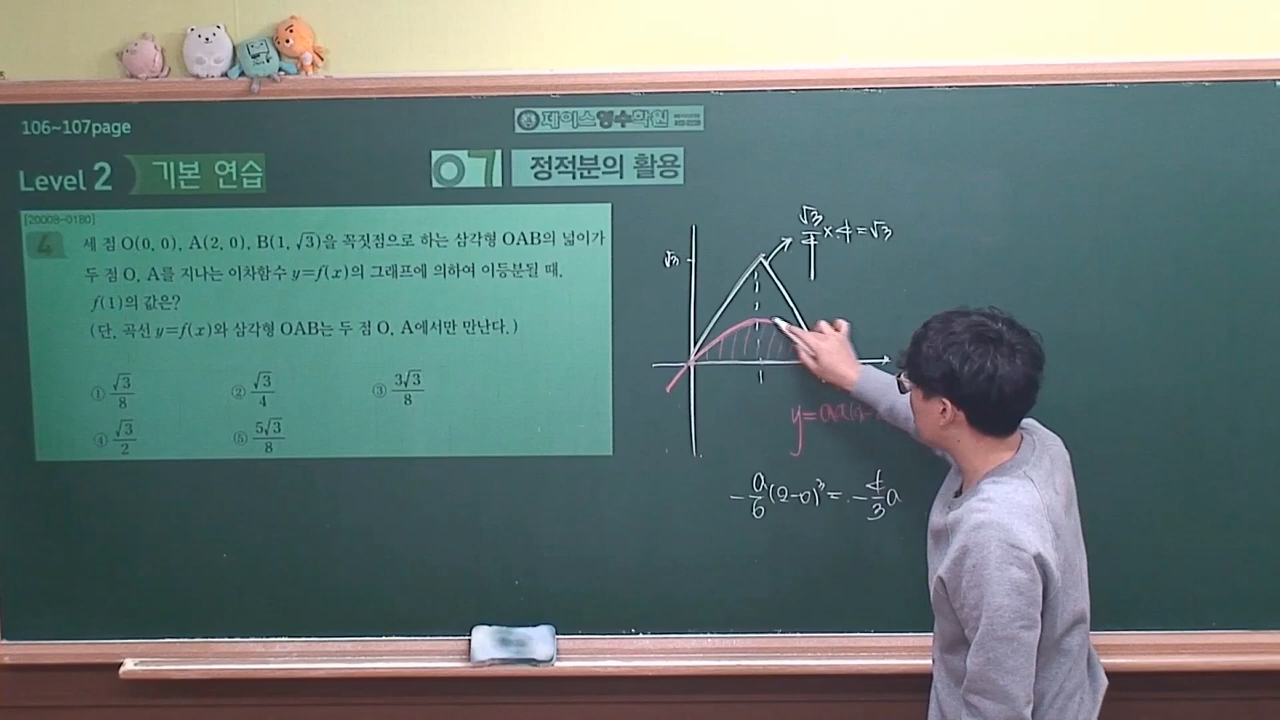 106~107page
제이스영수학원
Level 2 기본 연습
07 정적분의 활용
[20008-0180]
4 세 점 O(0, 0), A(2, 0), B(1, √3)을 꼭짓점으로 하는 삼각형 OAB의 넓이가
두 점 O, A를 지나는 이차함수 y=f(x)의 그래프에 의하여 이등분될 때,
f(1)의 값은?
(단, 곡선 y=f(x)와 삼각형 OAB는 두 점 O, A에서만 만난다.)
① √3/8 ② √3/4 ③ 3√3/8
④ √3/2 ⑤ 5√3/8
√3/4 × 4 = √3
√3
y=ax(x-
-a/6(2-0)³ = -4/3a